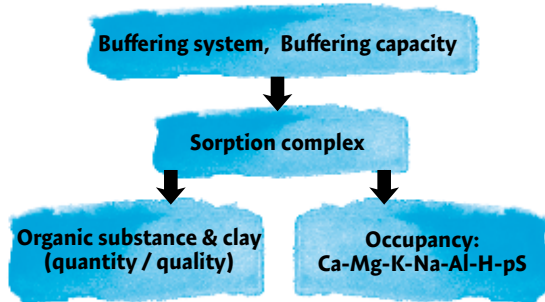 Buffering system, Buffering capacity
Sorption complex
Organic substance & clay
(quantity / quality)
Occupancy:
Ca-Mg-K-Na-Al-H-pS